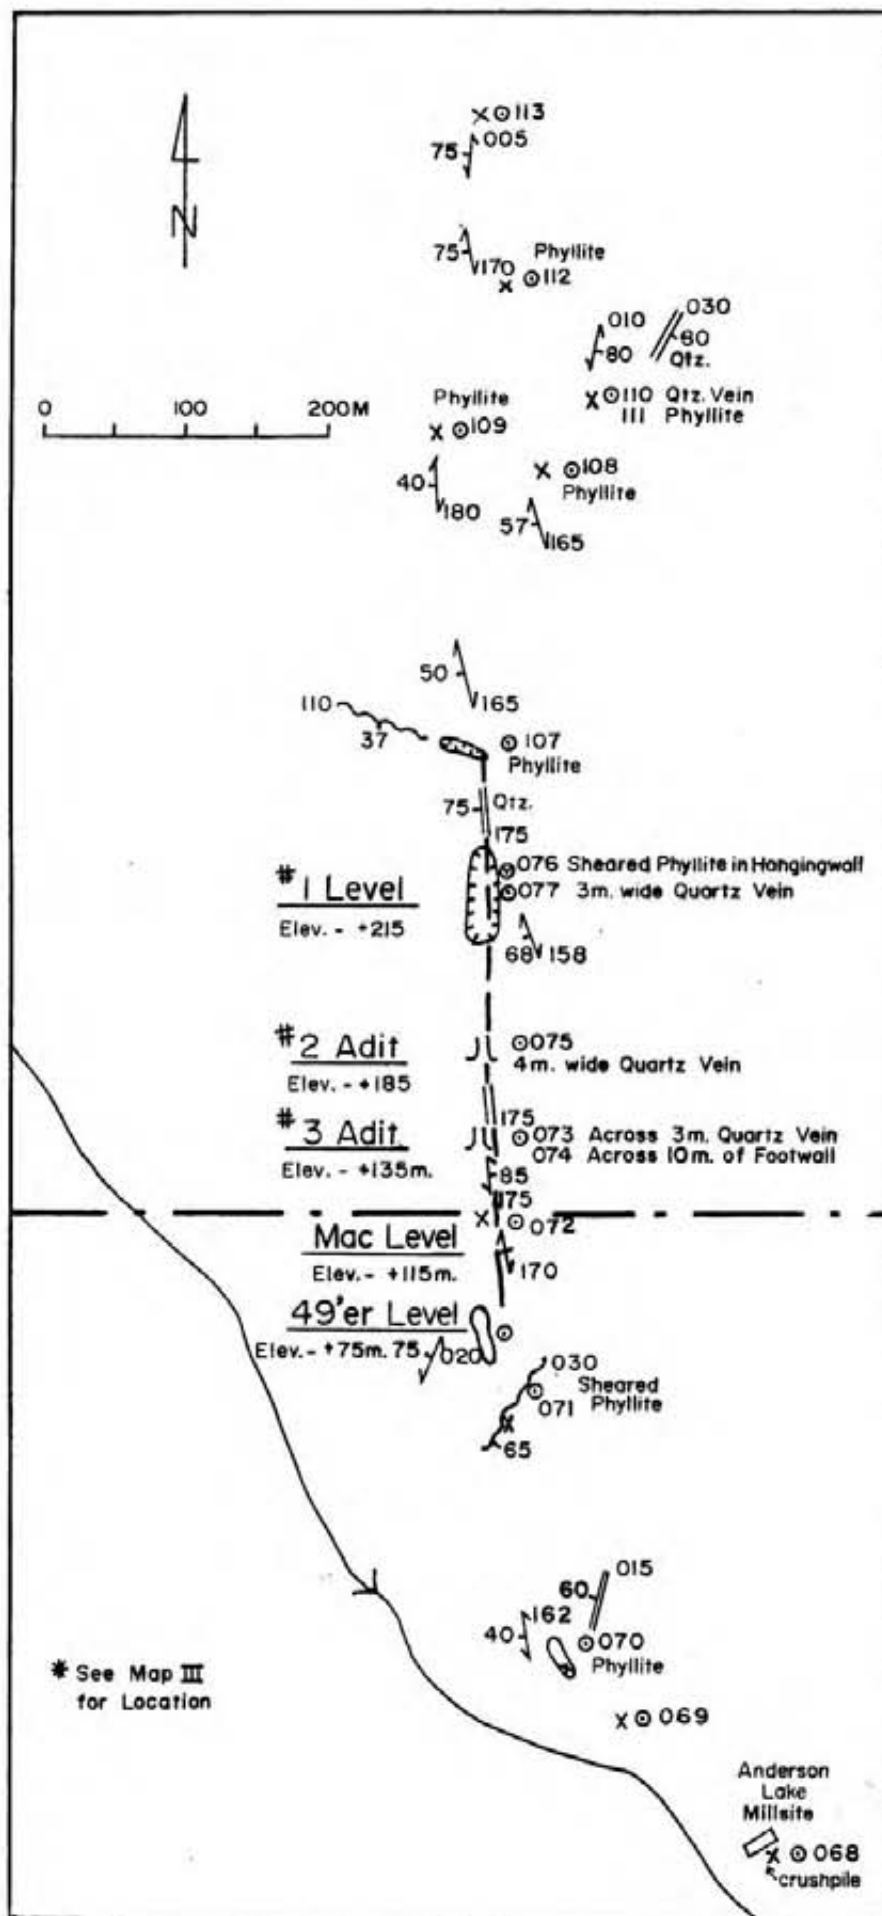 113
005
75
N
75
170
Phyllite
112
010
80
030
80
Qtz.
0 100 200M
Phyllite
109
110 Qtz. Vein
111 Phyllite
108
Phyllite
40
180
57
165
50
165
110
37
107
Phyllite
75
Qtz.
175
#1 Level
Elev. - +215
076 Sheared Phyllite in Hangingwall
077 3m. wide Quartz Vein
68
158
#2 Adit
Elev. - +185
075
4m. wide Quartz Vein
#3 Adit
Elev. - +135m.
175
073 Across 3m. Quartz Vein
074 Across 10m. of Footwall
85
175
072
Mac Level
Elev. - +115m.
170
49'er Level
Elev. - +75m. 75
020
030
Sheared
Phyllite
071
65
015
60
162
40
070
Phyllite
* See Map III
for Location
069
Anderson
Lake
Millsite
068
crushpile